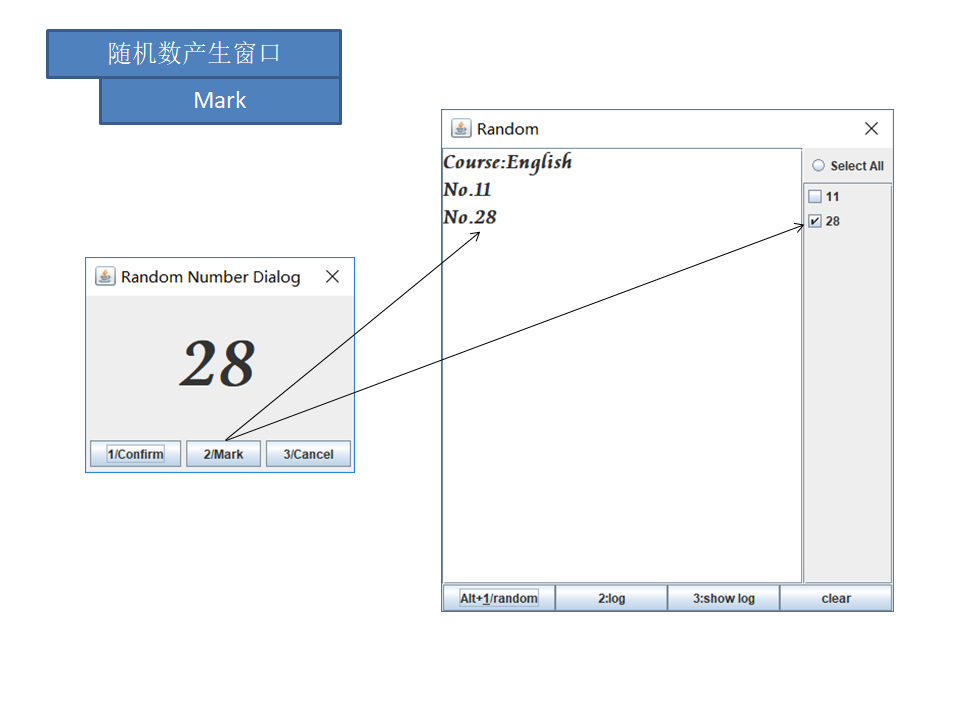 随机数产生窗口
Mark
Random
Course:English
No.11
No.28
Select All
11
28
Random Number Dialog
28
1/Confirm
2/Mark
3/Cancel
Alt+1/random
2:log
3:show log
clear